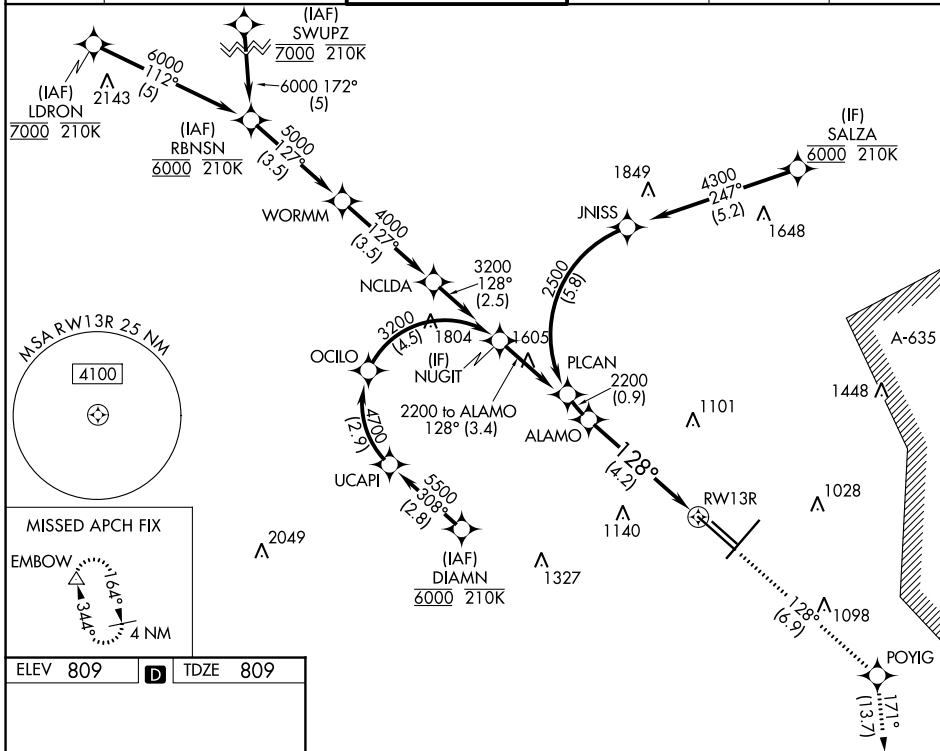 (IAF)
SWUPZ
7000 210K
6000
112°
(5)
(IAF)
LDRON
7000 210K
2143
6000 172°
(5)
(IAF)
RBNSN
6000 210K
5000
127°
(3.5)
WORMM
4000
127°
(3.5)
NCLDA
3200
128°
(2.5)
(IF)
SALZA
6000 210K
1849
4300
247°
(5.2)
1648
JNISS
2500
(5.8)
MSA RW13R 25 NM
4100
OCILO
3200
(4.5)
1804
(IF)
NUGIT
1605
PLCAN
2200
(0.9)
2200 to ALAMO
128° (3.4)
ALAMO
A-635
1448
1101
4700
(2.9)
UCAPI
5500
308°
(2.8)
(IAF)
DIAMN
6000 210K
128°
(4.2)
RW13R
1028
1140
1327
2049
MISSED APCH FIX
EMBOW
164°
344°
4 NM
128°
(6.9)
1098
POYIG
171°
(13.7)
ELEV 809 D TDZE 809